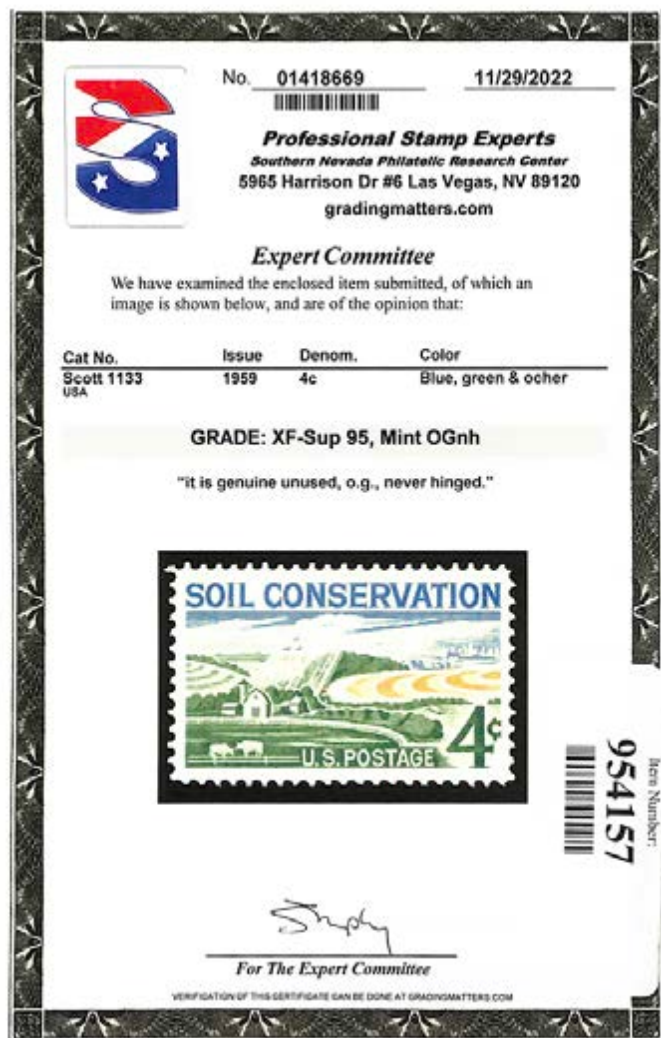 No. 01418669 11/29/2022
Professional Stamp Experts
Southern Nevada Philatelic Research Center
5965 Harrison Dr #6 Las Vegas, NV 89120
gradingmatters.com
Expert Committee
We have examined the enclosed item submitted, of which an
image is shown below, and are of the opinion that:
Cat No. Issue Denom. Color
Scott 1133 1959 4c Blue, green & ocher
USA
GRADE: XF-Sup 95, Mint OGnh
"it is genuine unused, o.g., never hinged."
SOIL CONSERVATION
4¢
U.S. POSTAGE
Item Number:
954157
For The Expert Committee
VERIFICATION OF THIS CERTIFICATE CAN BE DONE AT GRADINGMATTERS.COM